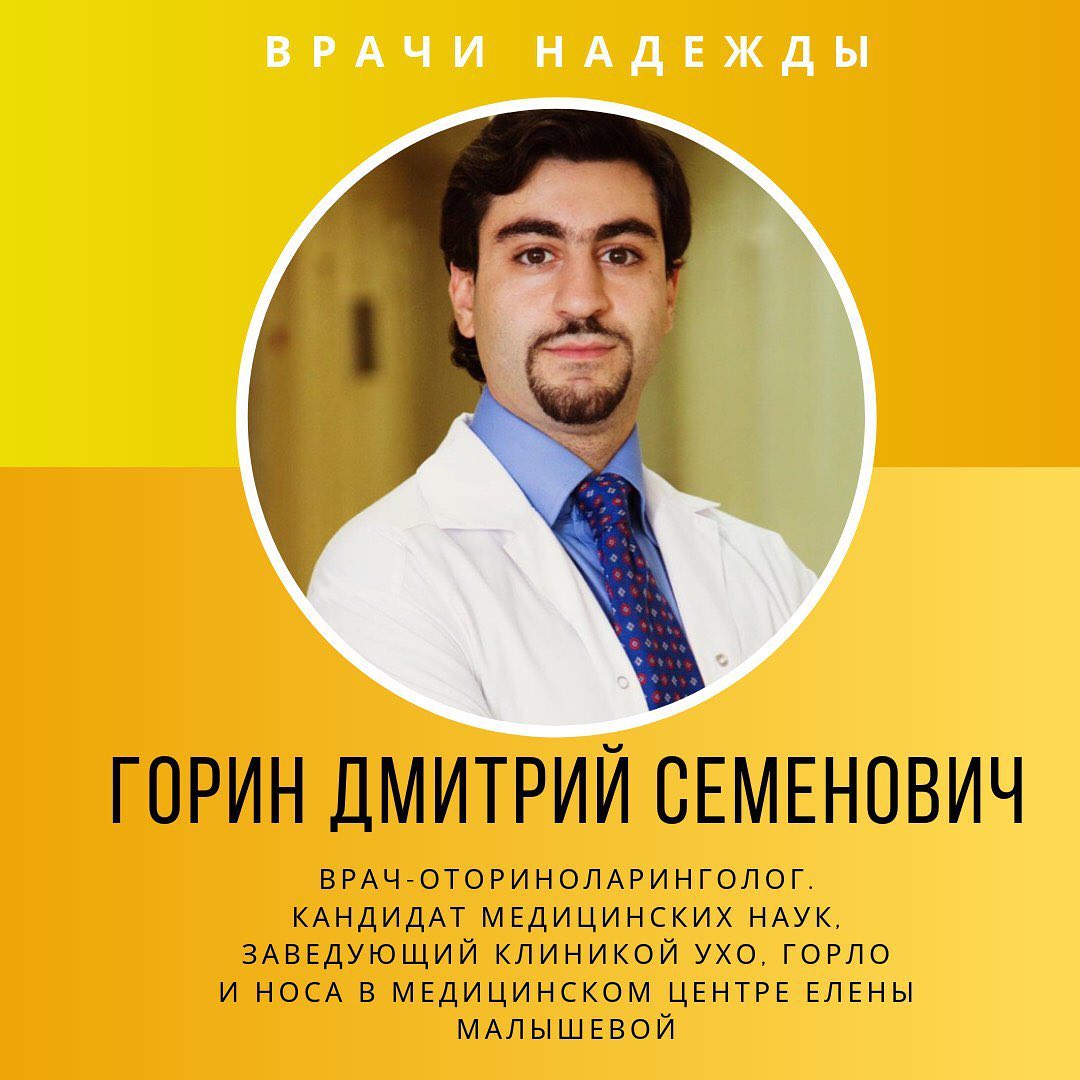 ВРАЧИ НАДЕЖДЫ
ГОРИН ДМИТРИЙ СЕМЕНОВИЧ
ВРАЧ-ОТОРИНОЛАРИНГОЛОГ.
КАНДИДАТ МЕДИЦИНСКИХ НАУК,
ЗАВЕДУЮЩИЙ КЛИНИКОЙ УХО, ГОРЛО
И НОСА В МЕДИЦИНСКОМ ЦЕНТРЕ ЕЛЕНЫ
МАЛЫШЕВОЙ